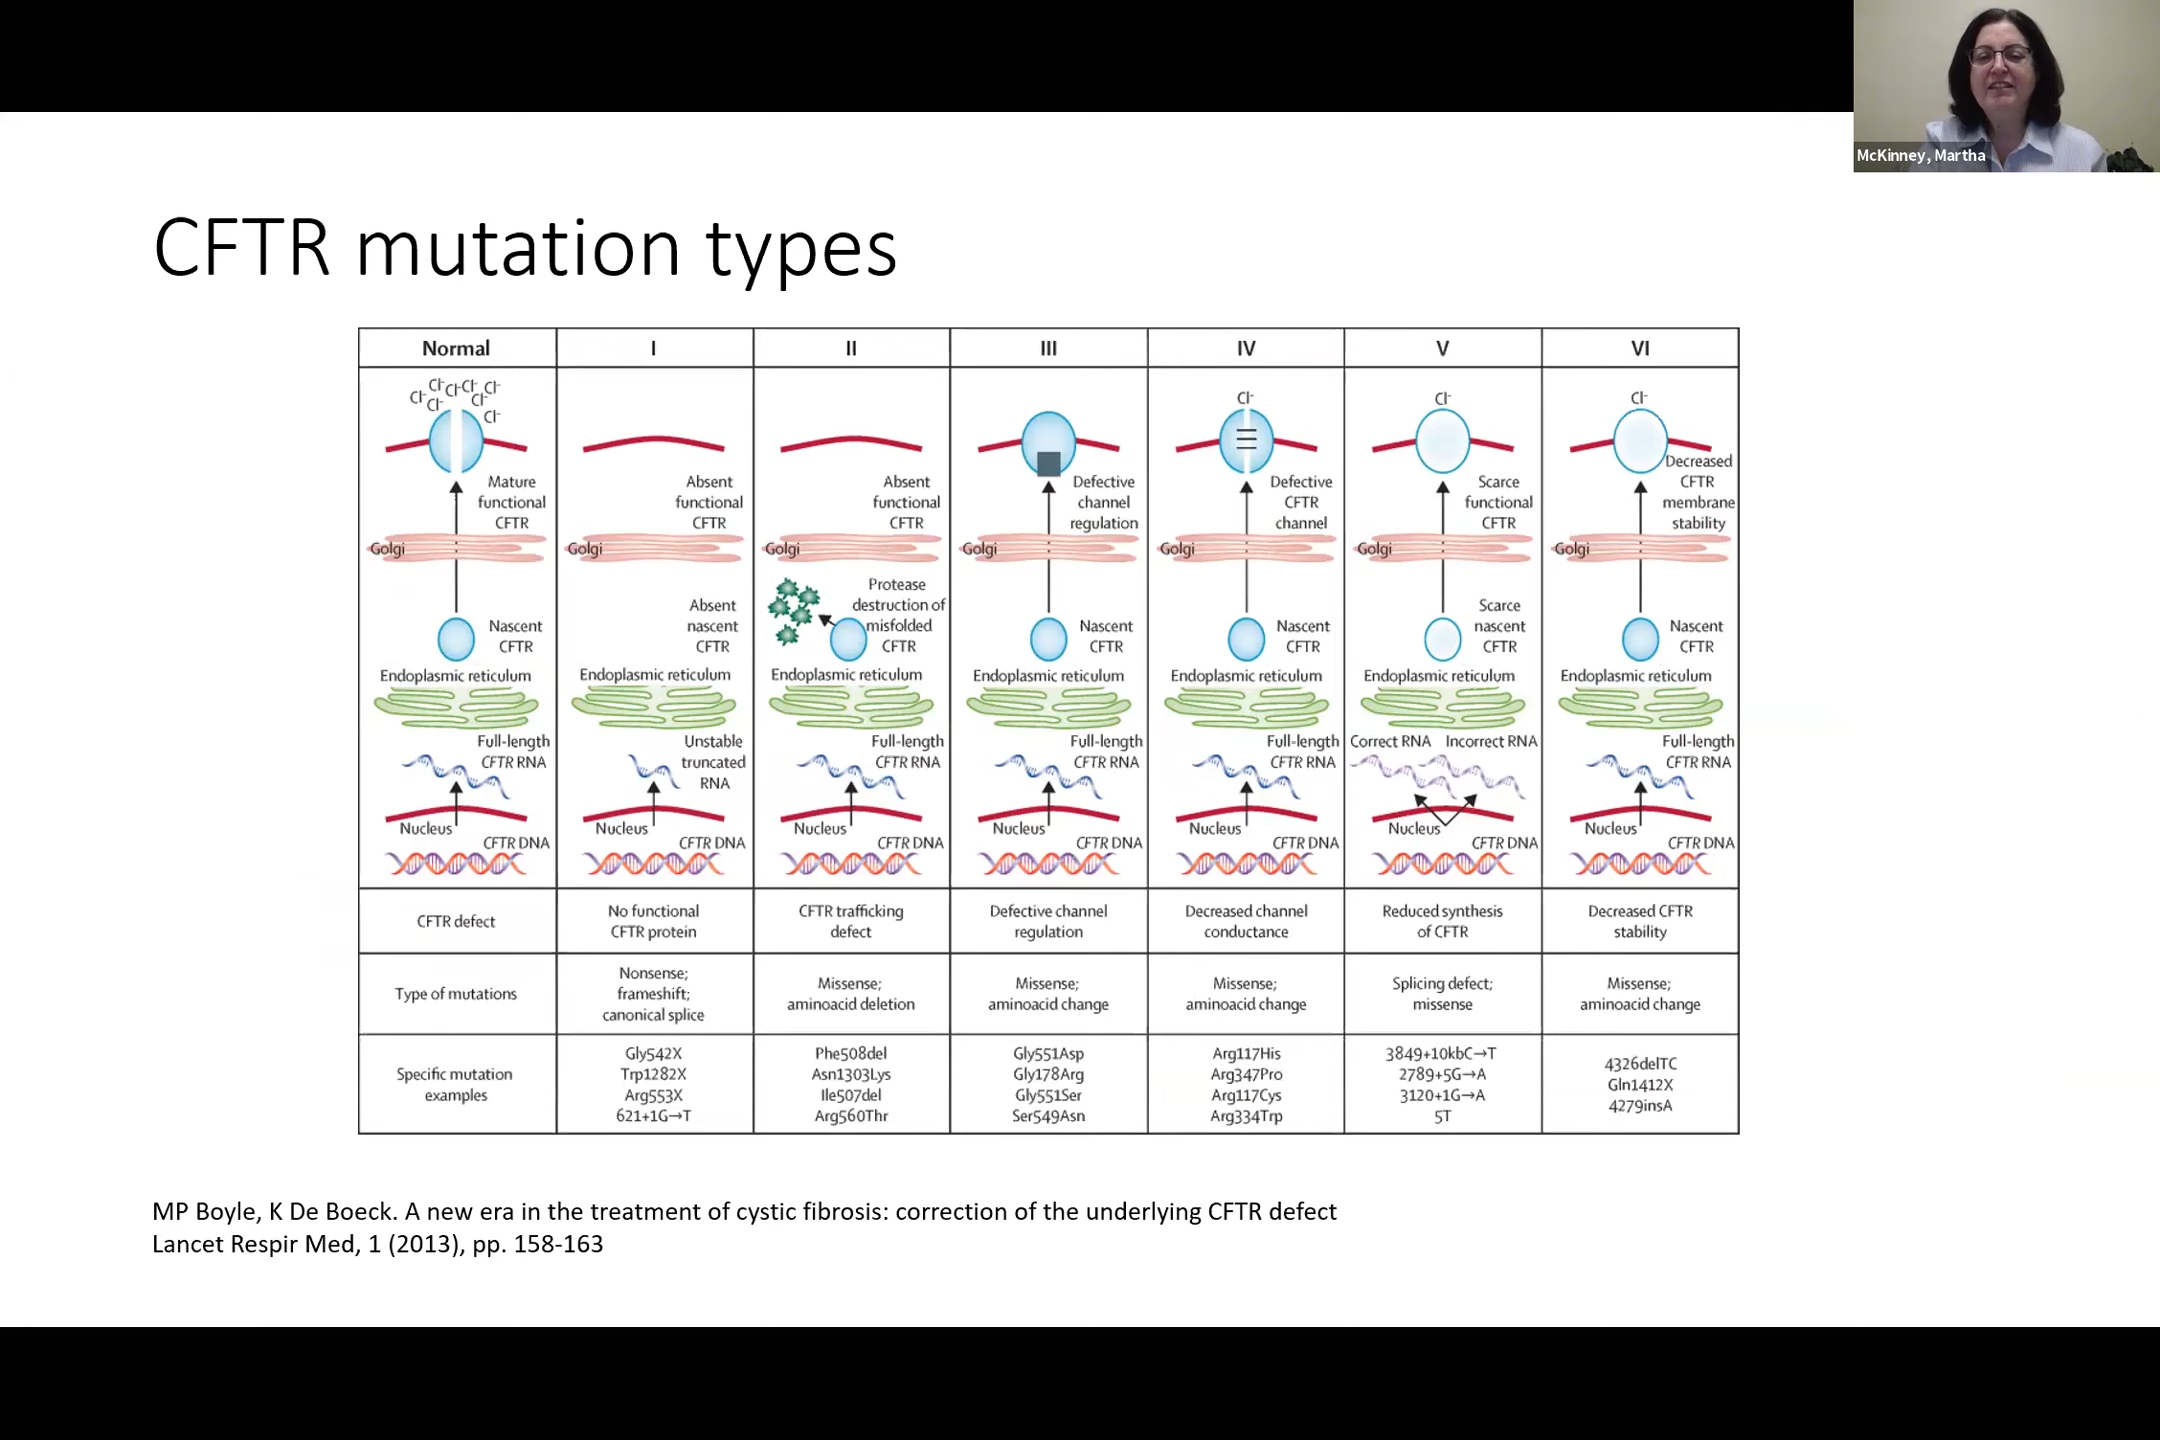 McKinney, Martha
CFTR mutation types
Normal
I
II
III
IV
V
VI
Cl- Cl- Cl- Cl- Cl- Cl- Cl- Cl-
Mature
functional
CFTR
Golgi
Nascent
CFTR
Endoplasmic reticulum
Full-length
CFTR RNA
Nucleus
CFTR DNA
Absent
functional
CFTR
Golgi
Absent
nascent
CFTR
Endoplasmic reticulum
Unstable
truncated
RNA
Nucleus
CFTR DNA
Absent
functional
CFTR
Golgi
Protease
destruction of
misfolded
CFTR
Endoplasmic reticulum
Full-length
CFTR RNA
Nucleus
CFTR DNA
Defective
channel
regulation
Golgi
Nascent
CFTR
Endoplasmic reticulum
Full-length
CFTR RNA
Nucleus
CFTR DNA
Cl-
Defective
CFTR
channel
Golgi
Nascent
CFTR
Endoplasmic reticulum
Full-length
CFTR RNA
Nucleus
CFTR DNA
Cl-
Scarce
functional
CFTR
Golgi
Scarce
nascent
CFTR
Endoplasmic reticulum
Correct RNA Incorrect RNA
Nucleus
CFTR DNA
Cl-
Decreased
CFTR
membrane
stability
Golgi
Nascent
CFTR
Endoplasmic reticulum
Full-length
CFTR RNA
Nucleus
CFTR DNA
CFTR defect
No functional
CFTR protein
CFTR trafficking
defect
Defective channel
regulation
Decreased channel
conductance
Reduced synthesis
of CFTR
Decreased CFTR
stability
Type of mutations
Nonsense;
frameshift;
canonical splice
Missense;
aminoacid deletion
Missense;
aminoacid change
Missense;
aminoacid change
Splicing defect;
missense
Missense;
aminoacid change
Specific mutation
examples
Gly542X
Trp1282X
Arg553X
621+1G→T
Phe508del
Asn1303Lys
Ile507del
Arg560Thr
Gly551Asp
Gly178Arg
Gly551Ser
Ser549Asn
Arg117His
Arg347Pro
Arg117Cys
Arg334Trp
3849+10kbC→T
2789+5G→A
3120+1G→A
5T
4326delTC
Gln1412X
4279insA
MP Boyle, K De Boeck. A new era in the treatment of cystic fibrosis: correction of the underlying CFTR defect
Lancet Respir Med, 1 (2013), pp. 158-163